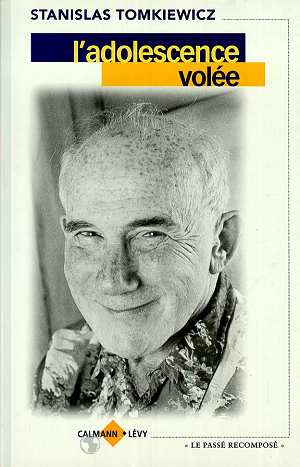 STANISLAS TOMKIEWICZ
l'adolescence
volée
CALMANN • LÉVY
« LE PASSÉ RECOMPOSÉ »